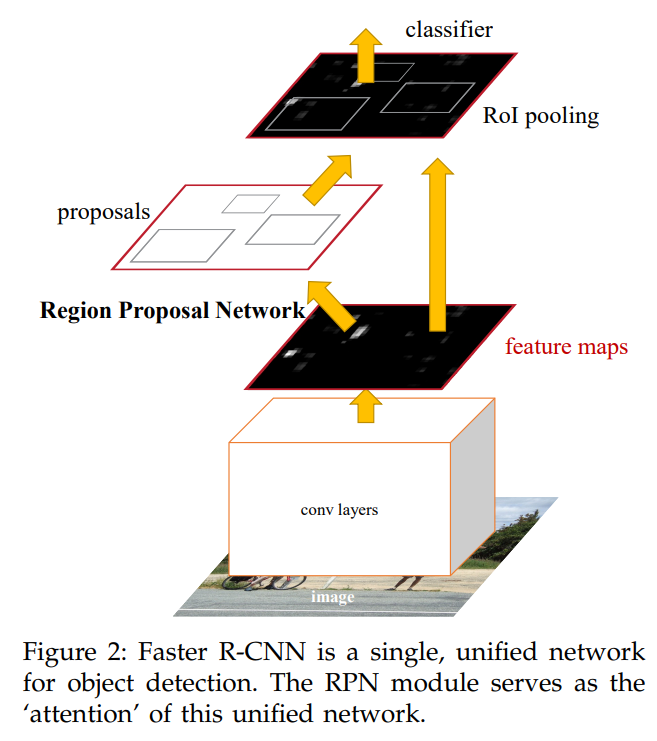 classifier
RoI pooling
proposals
Region Proposal Network
feature maps
conv layers
image
Figure 2: Faster R-CNN is a single, unified network
for object detection. The RPN module serves as the
‘attention’ of this unified network.